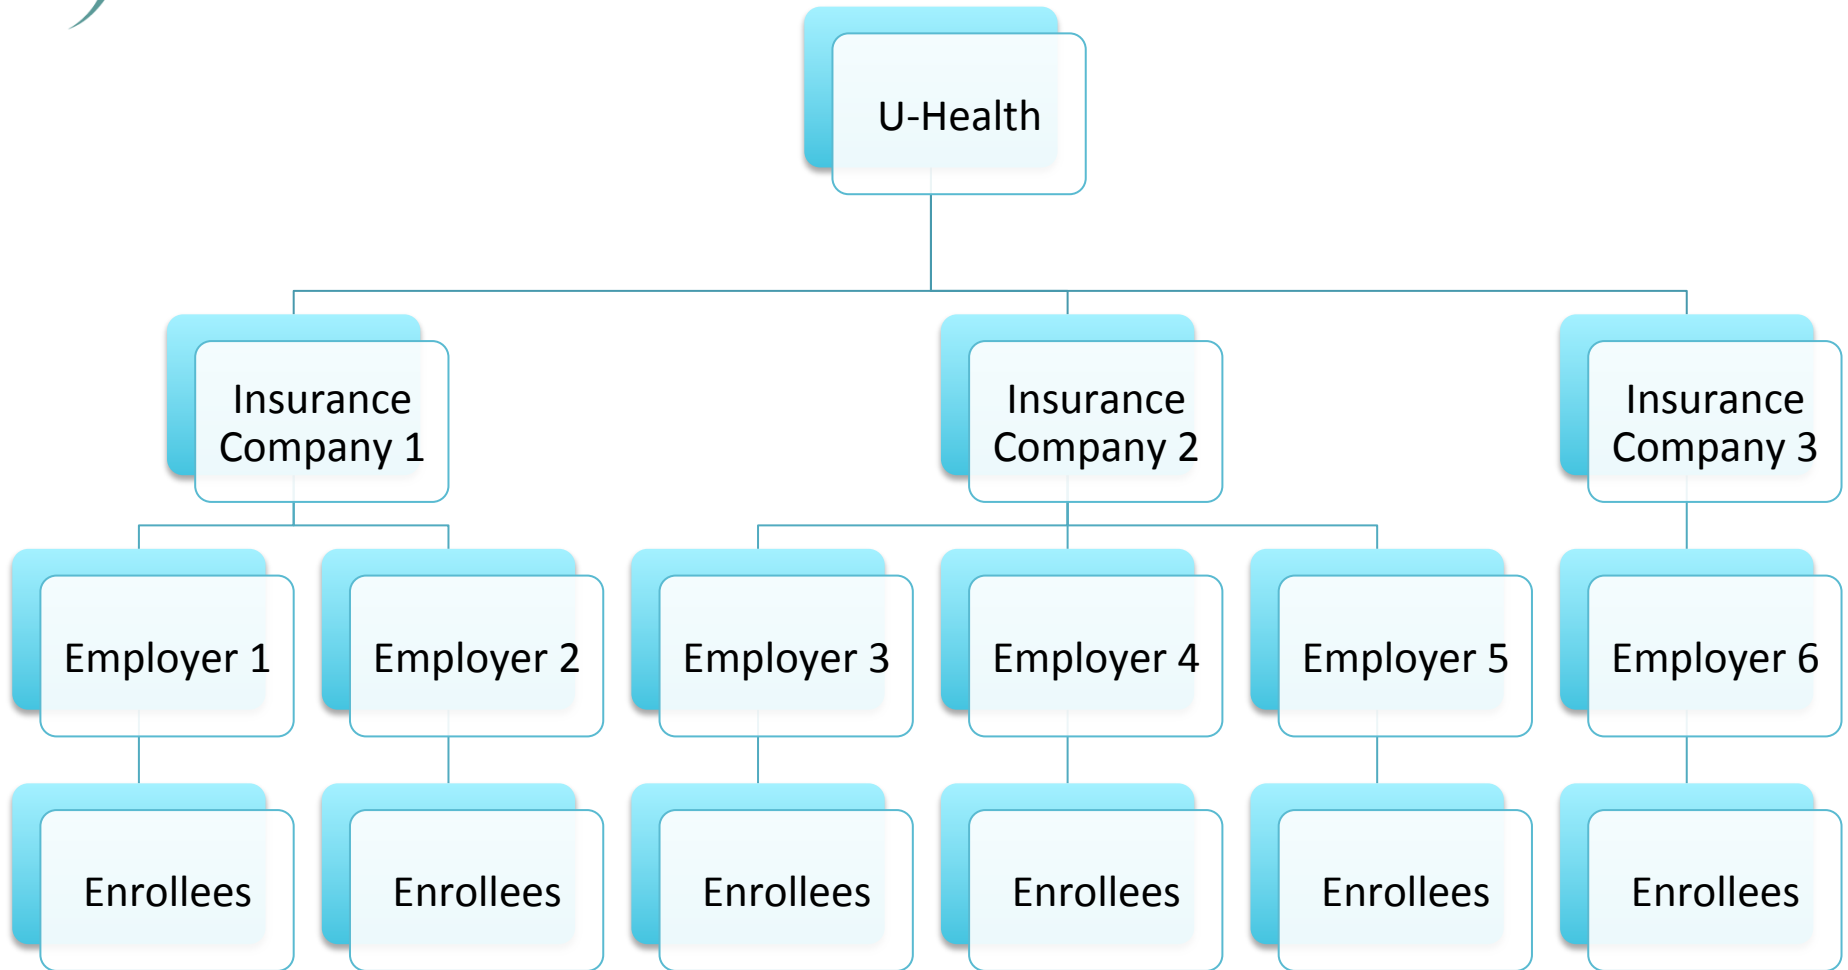 U-Health
Insurance
Company 1
Insurance
Company 2
Insurance
Company 3
Employer 1
Employer 2
Employer 3
Employer 4
Employer 5
Employer 6
Enrollees
Enrollees
Enrollees
Enrollees
Enrollees
Enrollees